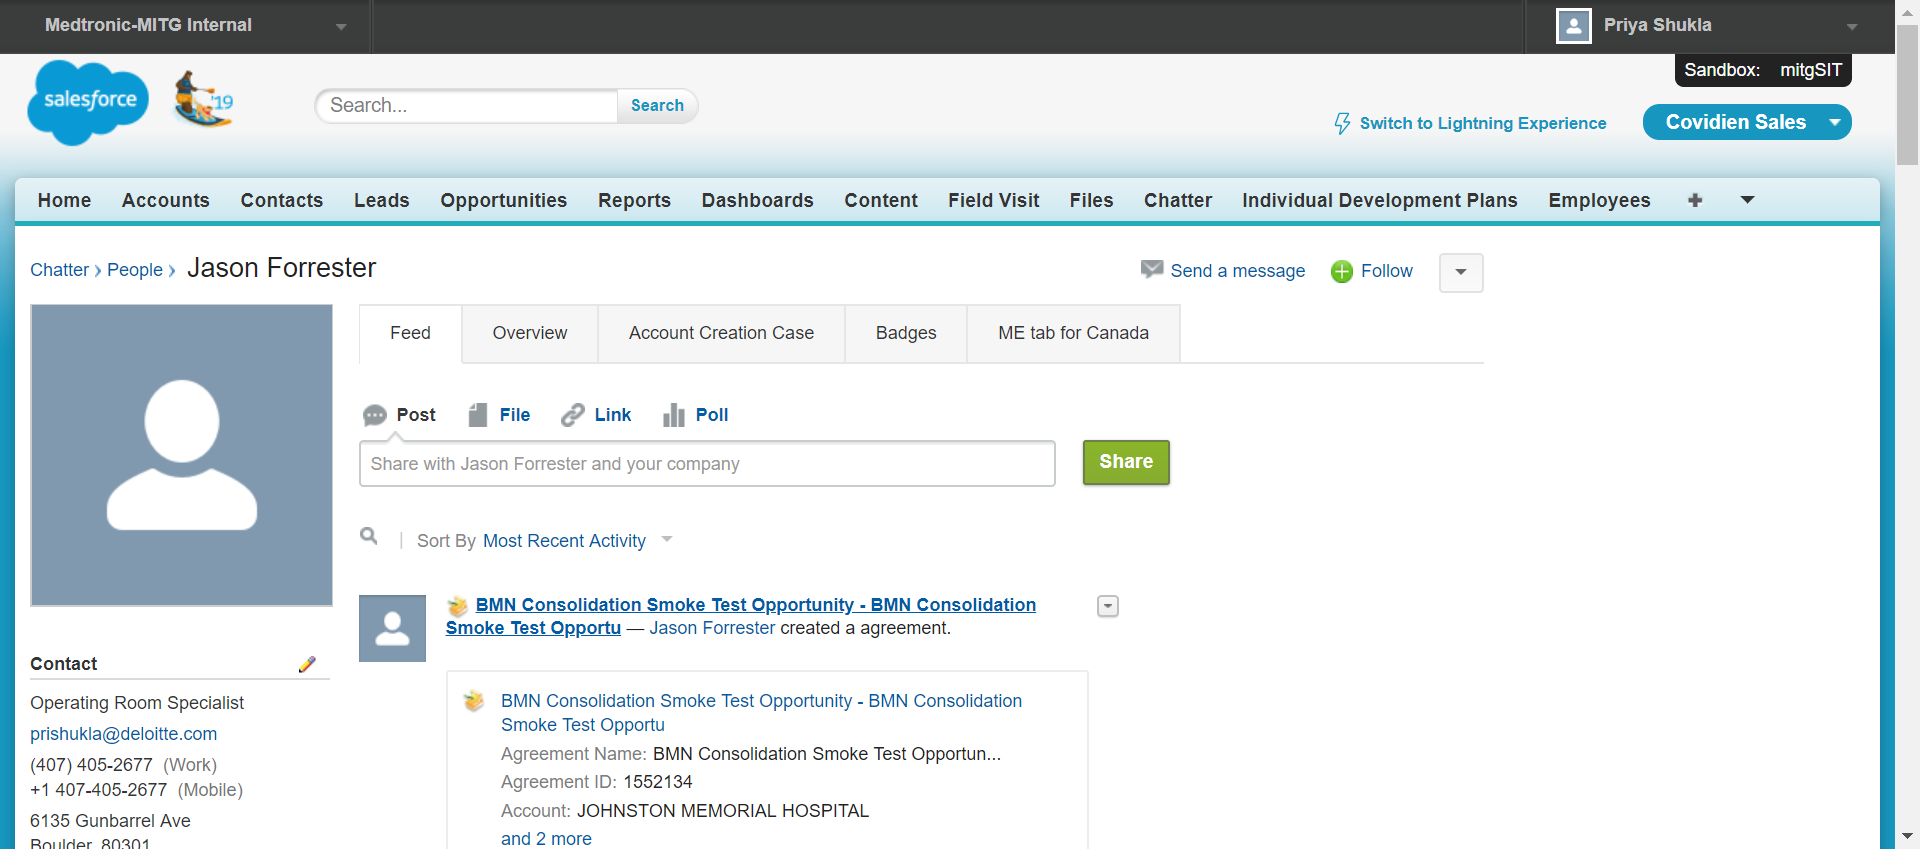 Medtronic-MITG Internal
Priya Shukla
Sandbox: mitgSIT
salesforce
'19
Search...
Search
Switch to Lightning Experience
Covidien Sales
Home Accounts Contacts Leads Opportunities Reports Dashboards Content Field Visit Files Chatter Individual Development Plans Employees
Chatter › People › Jason Forrester
Send a message
Follow
Feed Overview Account Creation Case Badges ME tab for Canada
Post File Link Poll
Share with Jason Forrester and your company
Share
Sort By Most Recent Activity
BMN Consolidation Smoke Test Opportunity - BMN Consolidation
Smoke Test Opportu — Jason Forrester created a agreement.
Contact
Operating Room Specialist
prishukla@deloitte.com
(407) 405-2677 (Work)
+1 407-405-2677 (Mobile)
6135 Gunbarrel Ave
Boulder, 80301
BMN Consolidation Smoke Test Opportunity - BMN Consolidation
Smoke Test Opportu
Agreement Name: BMN Consolidation Smoke Test Opportun...
Agreement ID: 1552134
Account: JOHNSTON MEMORIAL HOSPITAL
and 2 more